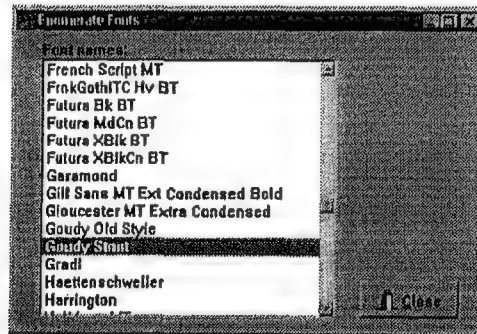 Enumerate Fonts
Font names:
French Script MT
FrnkGothITC Hv BT
Futura Bk BT
Futura MdCn BT
Futura XBlk BT
Futura XBlkCn BT
Garamond
Gill Sans MT Ext Condensed Bold
Gloucester MT Extra Condensed
Goudy Old Style
Goudy Stout
Gradl
Haettenschweiler
Harrington
Close